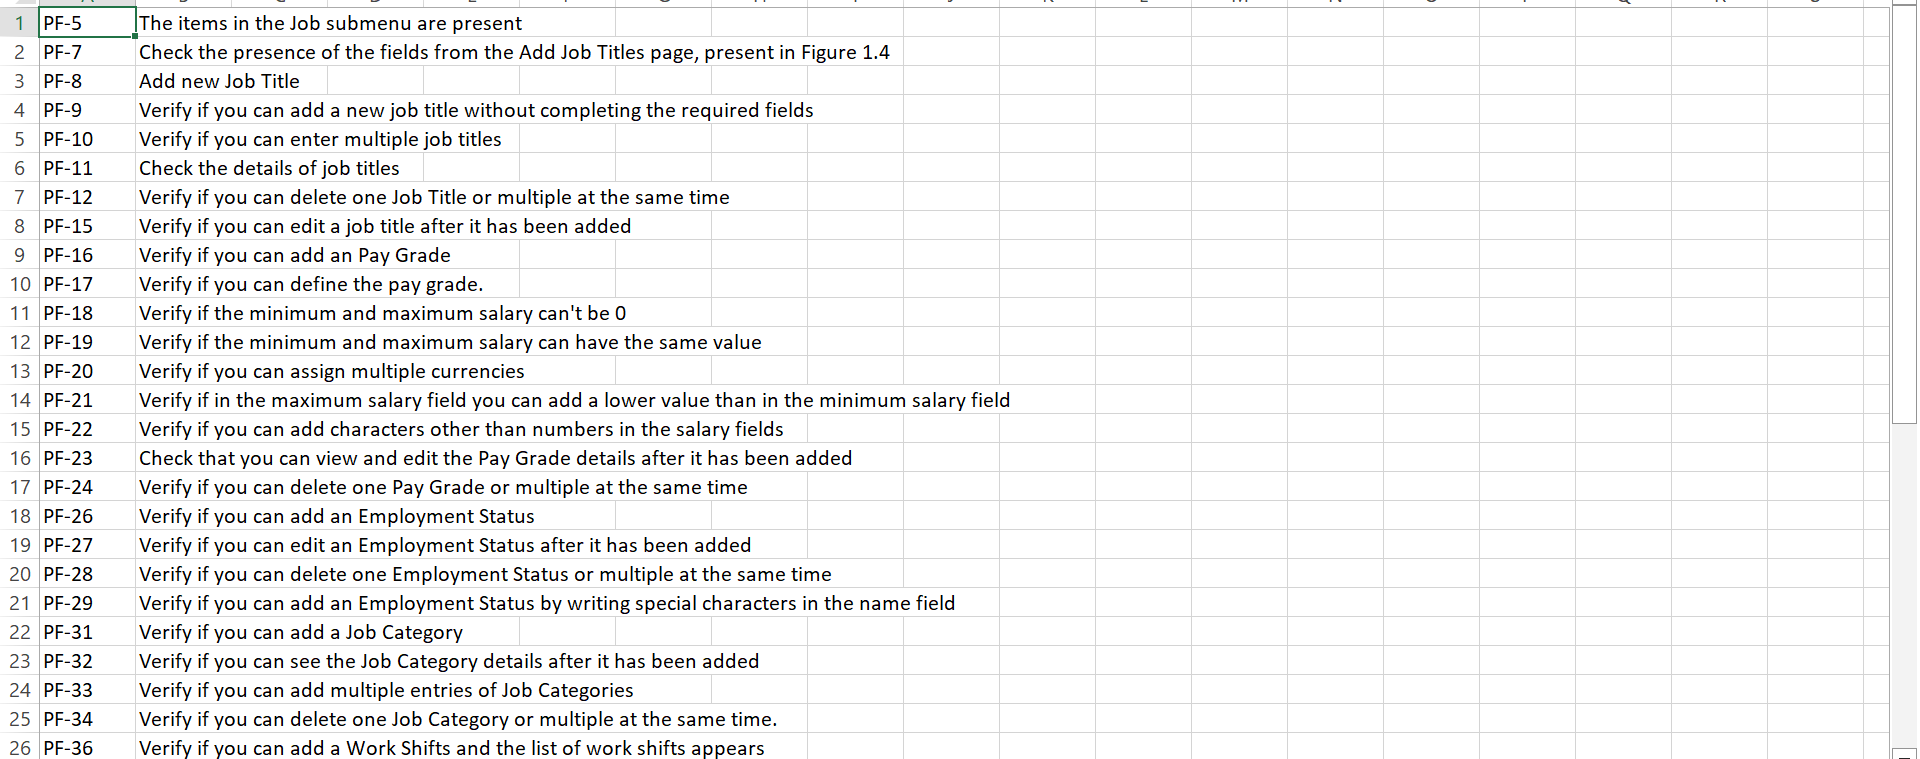 1 PF-5 The items in the Job submenu are present
2 PF-7 Check the presence of the fields from the Add Job Titles page, present in Figure 1.4
3 PF-8 Add new Job Title
4 PF-9 Verify if you can add a new job title without completing the required fields
5 PF-10 Verify if you can enter multiple job titles
6 PF-11 Check the details of job titles
7 PF-12 Verify if you can delete one Job Title or multiple at the same time
8 PF-15 Verify if you can edit a job title after it has been added
9 PF-16 Verify if you can add an Pay Grade
10 PF-17 Verify if you can define the pay grade.
11 PF-18 Verify if the minimum and maximum salary can't be 0
12 PF-19 Verify if the minimum and maximum salary can have the same value
13 PF-20 Verify if you can assign multiple currencies
14 PF-21 Verify if in the maximum salary field you can add a lower value than in the minimum salary field
15 PF-22 Verify if you can add characters other than numbers in the salary fields
16 PF-23 Check that you can view and edit the Pay Grade details after it has been added
17 PF-24 Verify if you can delete one Pay Grade or multiple at the same time
18 PF-26 Verify if you can add an Employment Status
19 PF-27 Verify if you can edit an Employment Status after it has been added
20 PF-28 Verify if you can delete one Employment Status or multiple at the same time
21 PF-29 Verify if you can add an Employment Status by writing special characters in the name field
22 PF-31 Verify if you can add a Job Category
23 PF-32 Verify if you can see the Job Category details after it has been added
24 PF-33 Verify if you can add multiple entries of Job Categories
25 PF-34 Verify if you can delete one Job Category or multiple at the same time.
26 PF-36 Verify if you can add a Work Shifts and the list of work shifts appears